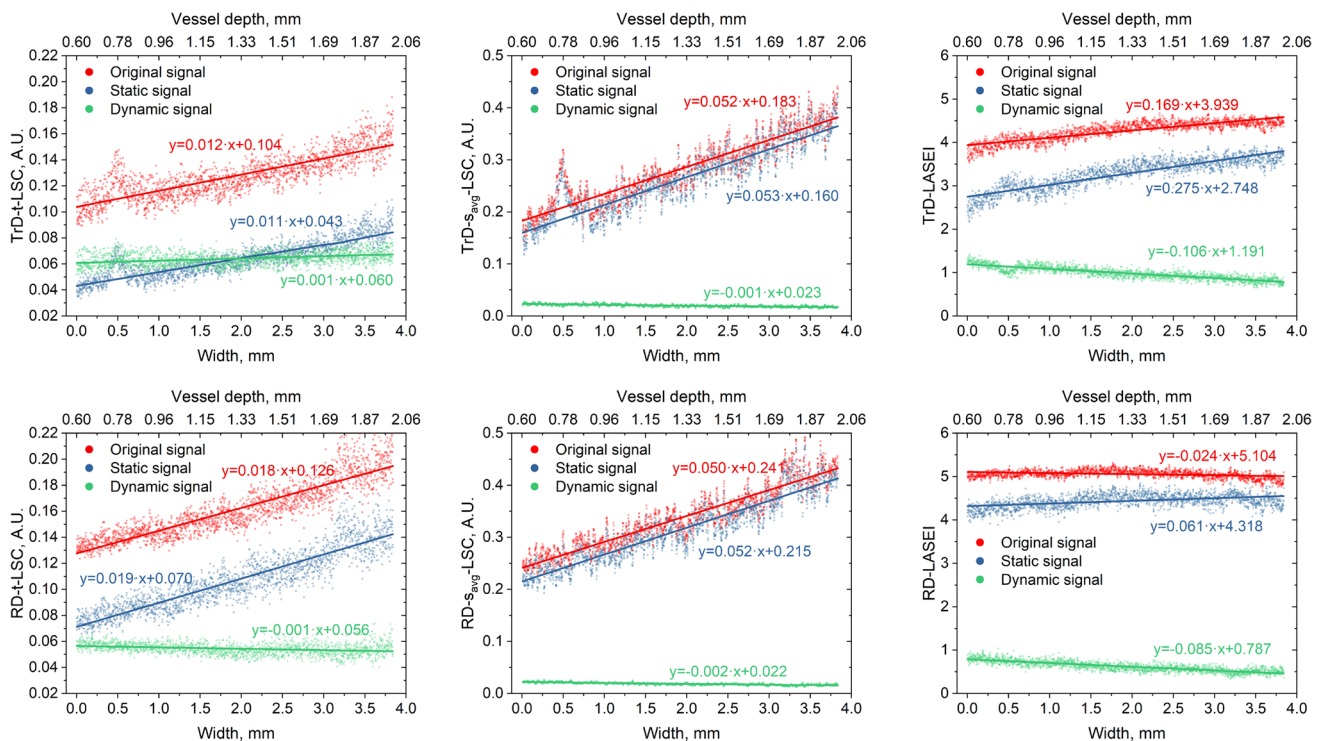 Vessel depth, mm
0.60 0.78 0.96 1.15 1.33 1.51 1.69 1.87 2.06
0.22
0.20
0.18
0.16
0.14
0.12
0.10
0.08
0.06
0.04
0.02
TrD-t-LSC, A.U.
Original signal
Static signal
Dynamic signal
y=0.012·x+0.104
y=0.011·x+0.043
y=0.001·x+0.060
0.0 0.5 1.0 1.5 2.0 2.5 3.0 3.5 4.0
Width, mm
Vessel depth, mm
0.60 0.78 0.96 1.15 1.33 1.51 1.69 1.87 2.06
0.5
0.4
0.3
0.2
0.1
0.0
TrD-savg-LSC, A.U.
Original signal
Static signal
Dynamic signal
y=0.052·x+0.183
y=0.053·x+0.160
y=-0.001·x+0.023
0.0 0.5 1.0 1.5 2.0 2.5 3.0 3.5 4.0
Width, mm
Vessel depth, mm
0.60 0.78 0.96 1.15 1.33 1.51 1.69 1.87 2.06
6
5
4
3
2
1
0
TrD-LASEI
Original signal
Static signal
Dynamic signal
y=0.169·x+3.939
y=0.275·x+2.748
y=-0.106·x+1.191
0.0 0.5 1.0 1.5 2.0 2.5 3.0 3.5 4.0
Width, mm
Vessel depth, mm
0.60 0.78 0.96 1.15 1.33 1.51 1.69 1.87 2.06
0.22
0.20
0.18
0.16
0.14
0.12
0.10
0.08
0.06
0.04
0.02
RD-t-LSC, A.U.
Original signal
Static signal
Dynamic signal
y=0.018·x+0.126
y=0.019·x+0.070
y=-0.001·x+0.056
0.0 0.5 1.0 1.5 2.0 2.5 3.0 3.5 4.0
Width, mm
Vessel depth, mm
0.60 0.78 0.96 1.15 1.33 1.51 1.69 1.87 2.06
0.5
0.4
0.3
0.2
0.1
0.0
RD-savg-LSC, A.U.
Original signal
Static signal
Dynamic signal
y=0.050·x+0.241
y=0.052·x+0.215
y=-0.002·x+0.022
0.0 0.5 1.0 1.5 2.0 2.5 3.0 3.5 4.0
Width, mm
Vessel depth, mm
0.60 0.78 0.96 1.15 1.33 1.51 1.69 1.87 2.06
6
5
4
3
2
1
0
RD-LASEI
y=-0.024·x+5.104
y=0.061·x+4.318
Original signal
Static signal
Dynamic signal
y=-0.085·x+0.787
0.0 0.5 1.0 1.5 2.0 2.5 3.0 3.5 4.0
Width, mm